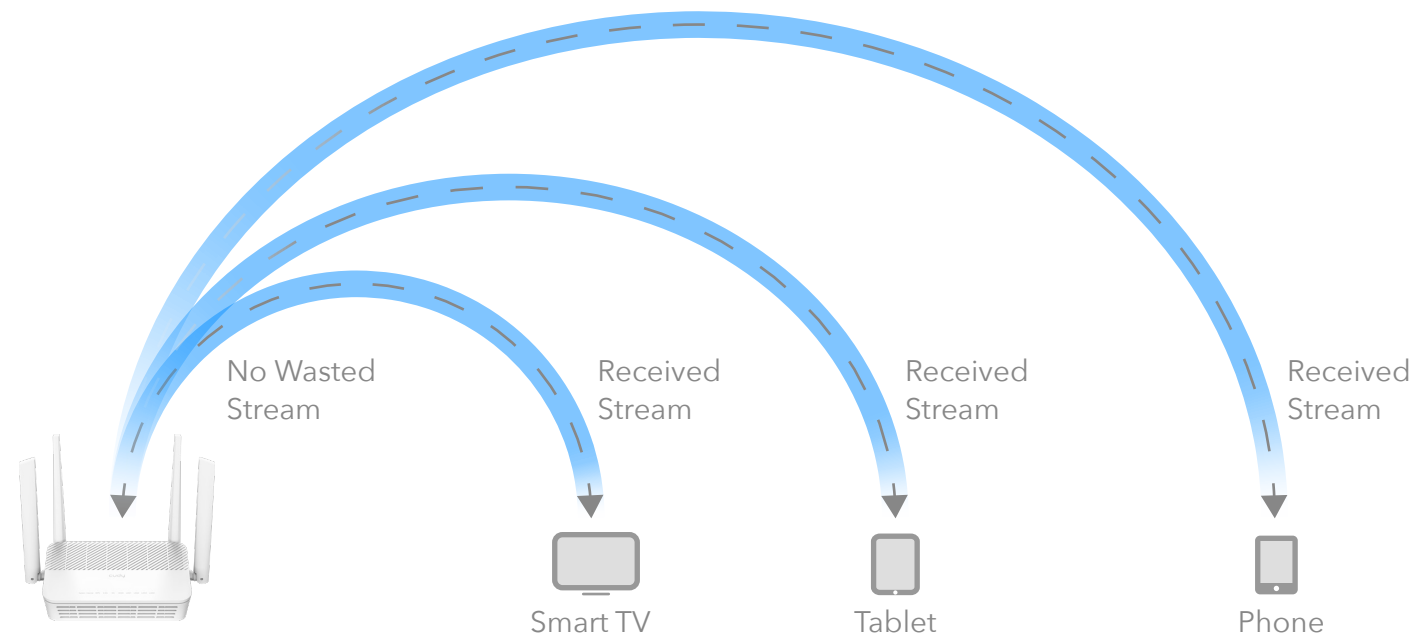 No Wasted
Stream
Received
Stream
Received
Stream
Received
Stream
Smart TV
Tablet
Phone